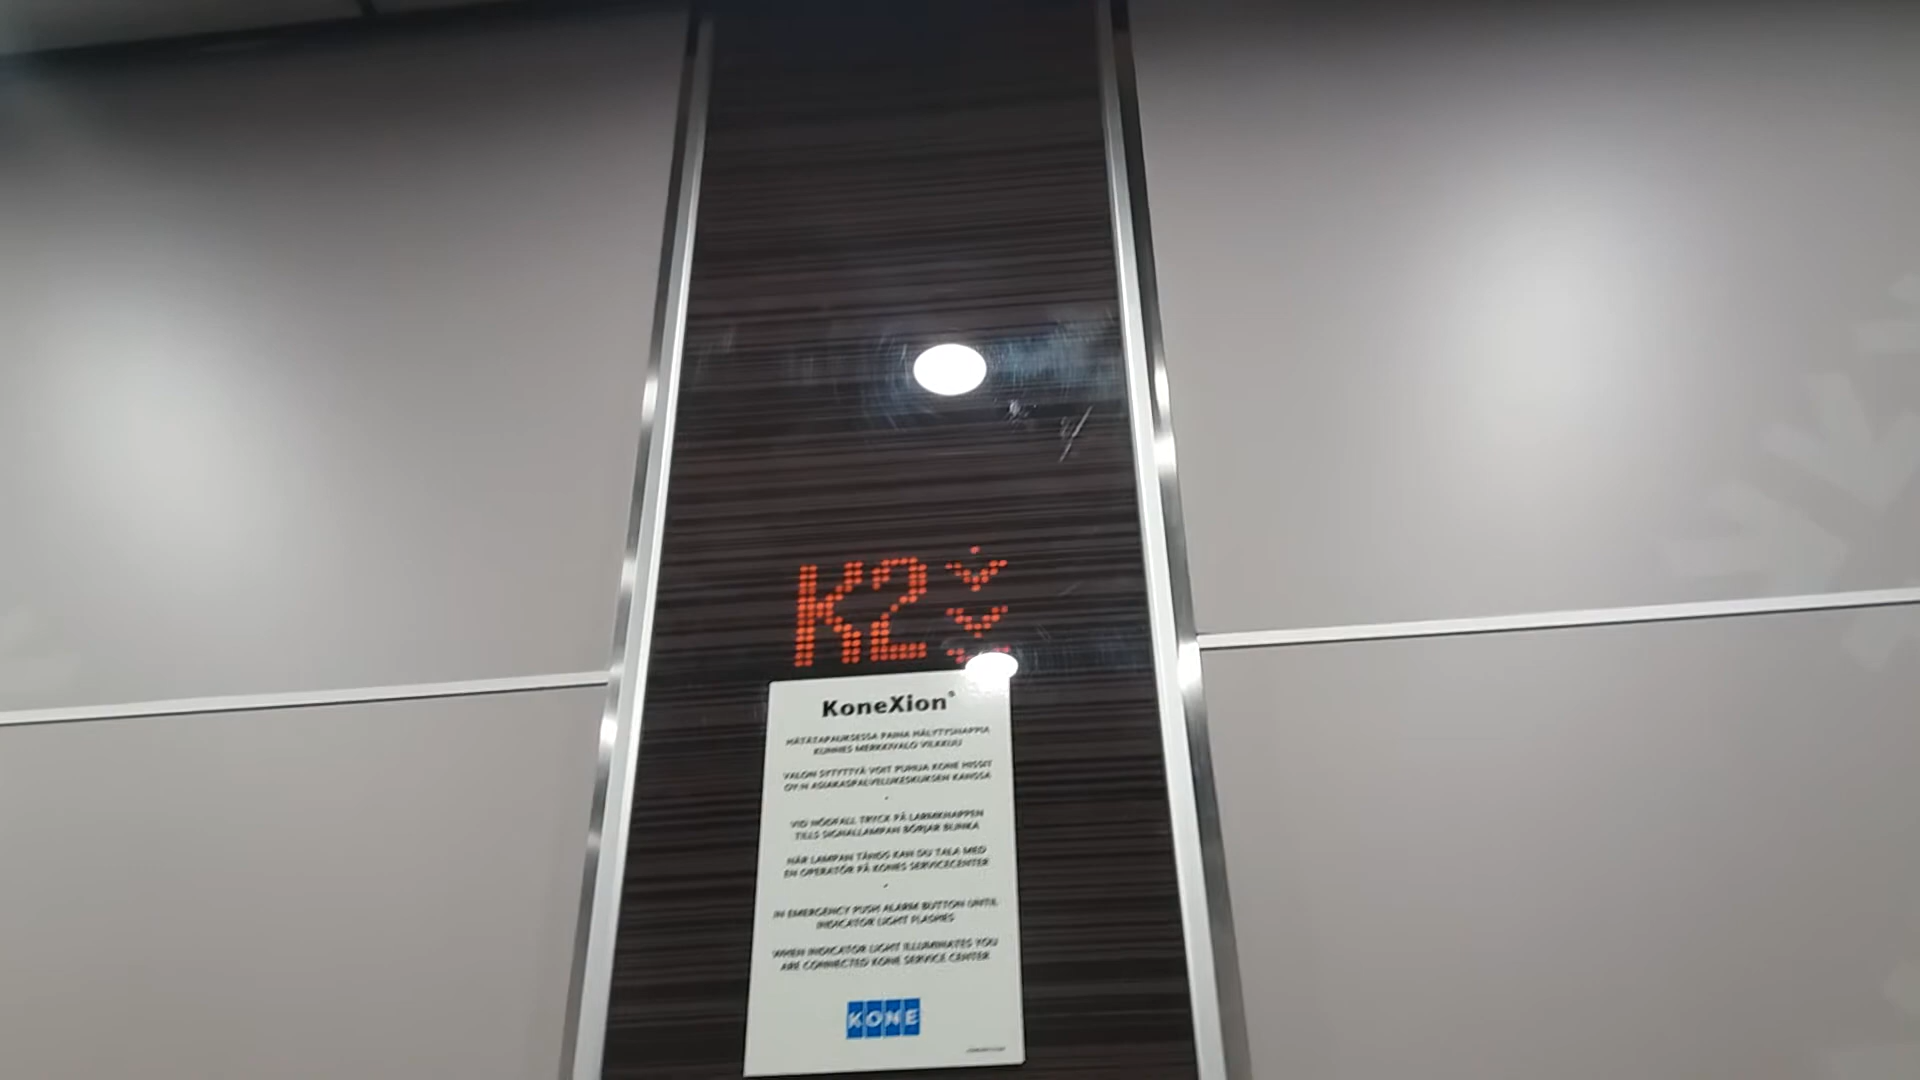 K2
KoneXion®
HÄTÄTAPAUKSESSA PAINA HÄLYTYSNAPPIA
KUNNES MERKKIVALO VILKKUU
VALON SYTYTTYÄ VOIT PUHUA KONE HISSIT
OY:N ASIAKASPALVELUKESKUKSEN KANSSA
VID NÖDFALL TRYCK PÅ LARMKNAPPEN
TILLS SIGNALLAMPAN BÖRJAR BLINKA
NÄR LAMPAN TÄNDS KAN DU TALA MED
EN OPERATÖR PÅ KONES SERVICECENTER
IN EMERGENCY PUSH ALARM BUTTON UNTIL
INDICATOR LIGHT FLASHES
WHEN INDICATOR LIGHT ILLUMINATES YOU
ARE CONNECTED KONE SERVICE CENTER
KONE